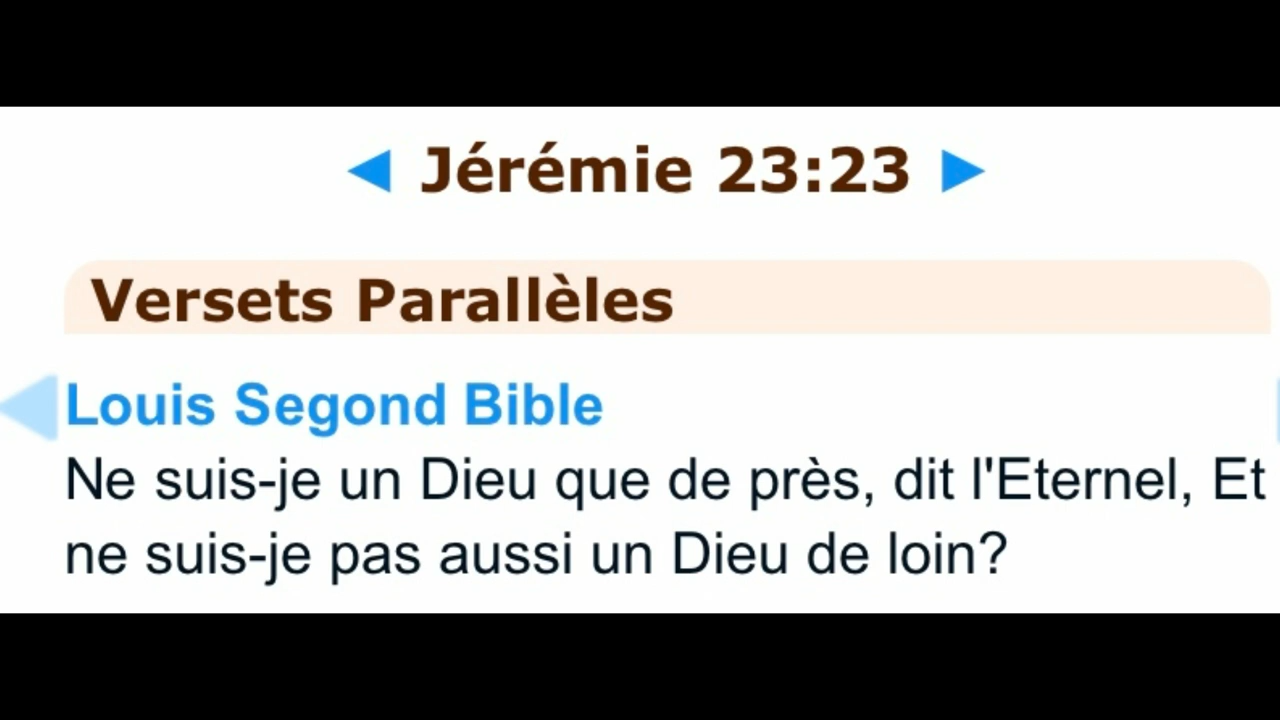 Jérémie 23:23
Versets Parallèles
Louis Segond Bible
Ne suis-je un Dieu que de près, dit l'Eternel, Et
ne suis-je pas aussi un Dieu de loin?